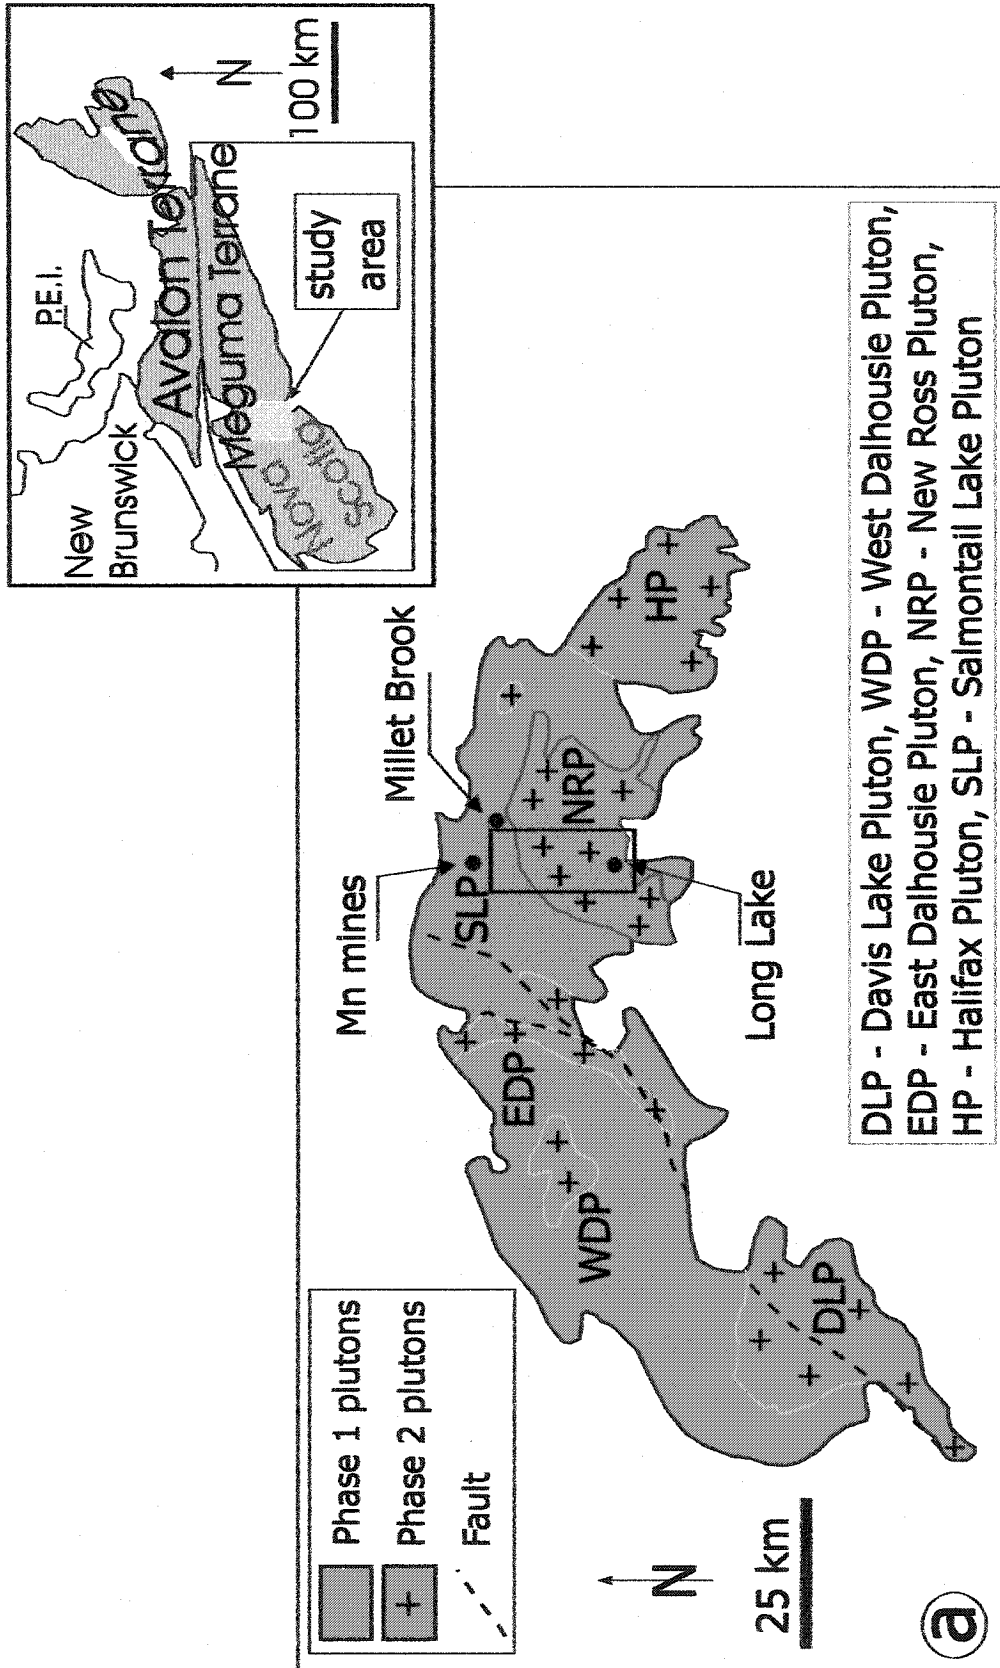 P.E.I.
New
Brunswick
Avalon Terrane
Meguma Terrane
Nova
Scotia
study
area
N
100 km
Phase 1 plutons
Phase 2 plutons
Fault
Mn mines
Millet Brook
SLP
EDP
WDP
NRP
HP
DLP
Long Lake
N
25 km
a
DLP - Davis Lake Pluton, WDP - West Dalhousie Pluton,
EDP - East Dalhousie Pluton, NRP - New Ross Pluton,
HP - Halifax Pluton, SLP - Salmontail Lake Pluton